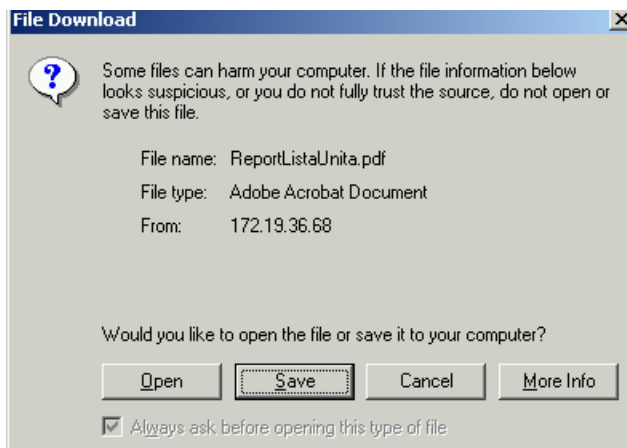 File Download
Some files can harm your computer. If the file information below
looks suspicious, or you do not fully trust the source, do not open or
save this file.
File name: ReportListaUnita.pdf
File type: Adobe Acrobat Document
From: 172.19.36.68
Would you like to open the file or save it to your computer?
Open Save Cancel More Info
Always ask before opening this type of file